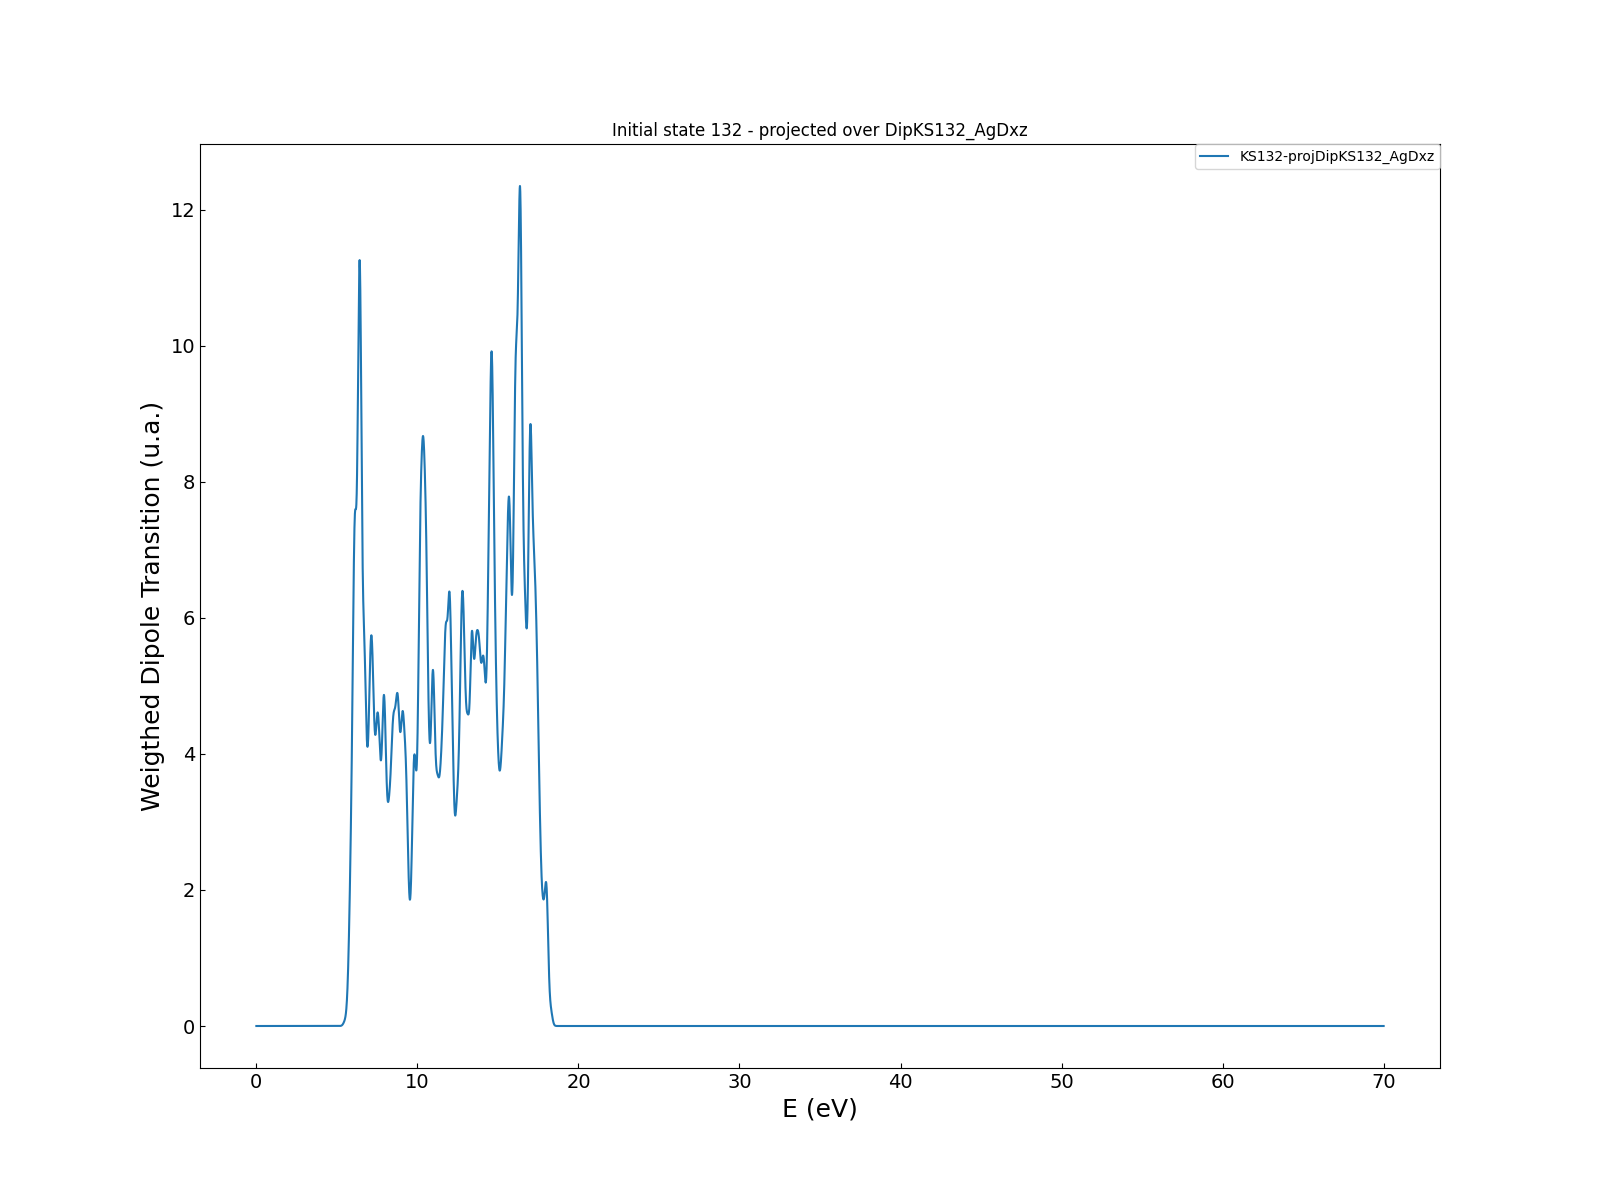 Initial state 132 - projected over DipKS132_AgDxz
KS132-projDipKS132_AgDxz
12
10
8
6
4
2
0
Weigthed Dipole Transition (u.a.)
0 10 20 30 40 50 60 70
E (eV)